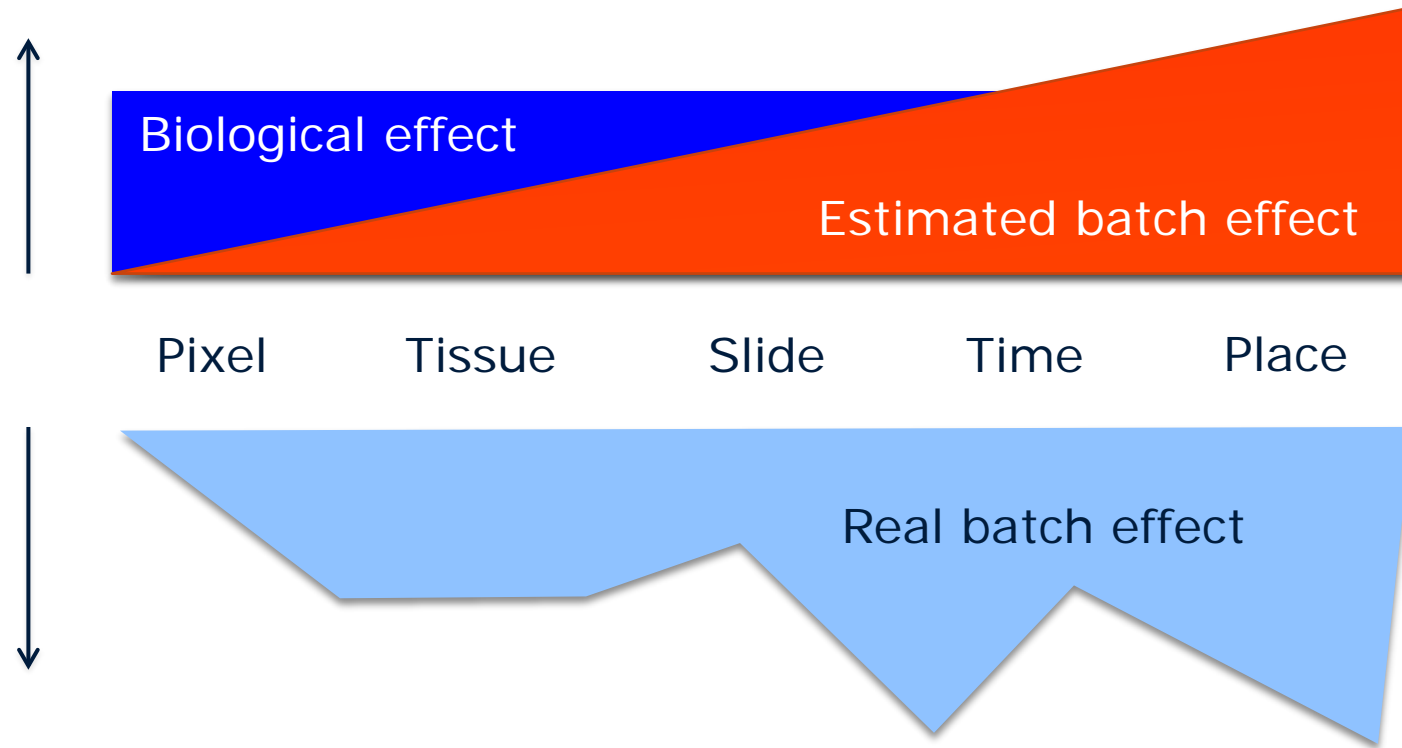 Biological effect
Estimated batch effect
Pixel Tissue Slide Time Place
Real batch effect